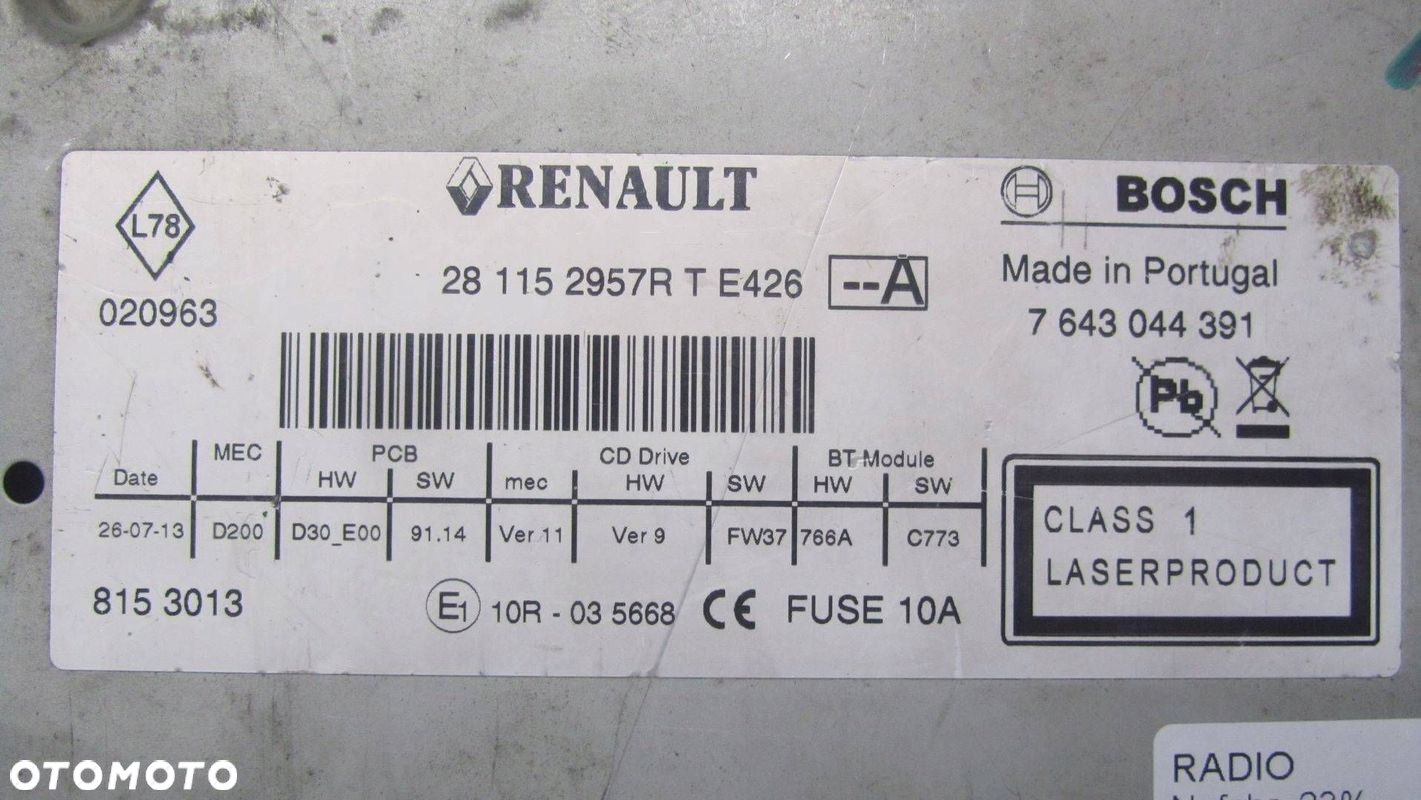 L78
020963
RENAULT
28 115 2957R T E426
--A
BOSCH
Made in Portugal
7 643 044 391
Pb
MEC PCB CD Drive BT Module
Date HW SW mec HW SW HW SW
26-07-13 D200 D30_E00 91.14 Ver 11 Ver 9 FW37 766A C773
815 3013
E1 10R - 03 5668 CE FUSE 10A
CLASS 1
LASERPRODUCT
RADIO
OTOMOTO